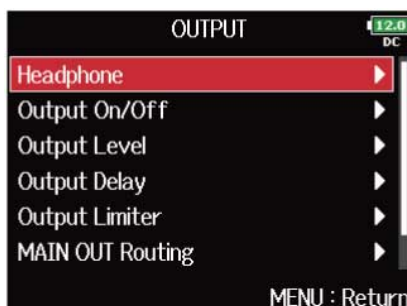 OUTPUT
12.0
DC
Headphone
Output On/Off
Output Level
Output Delay
Output Limiter
MAIN OUT Routing
MENU : Return